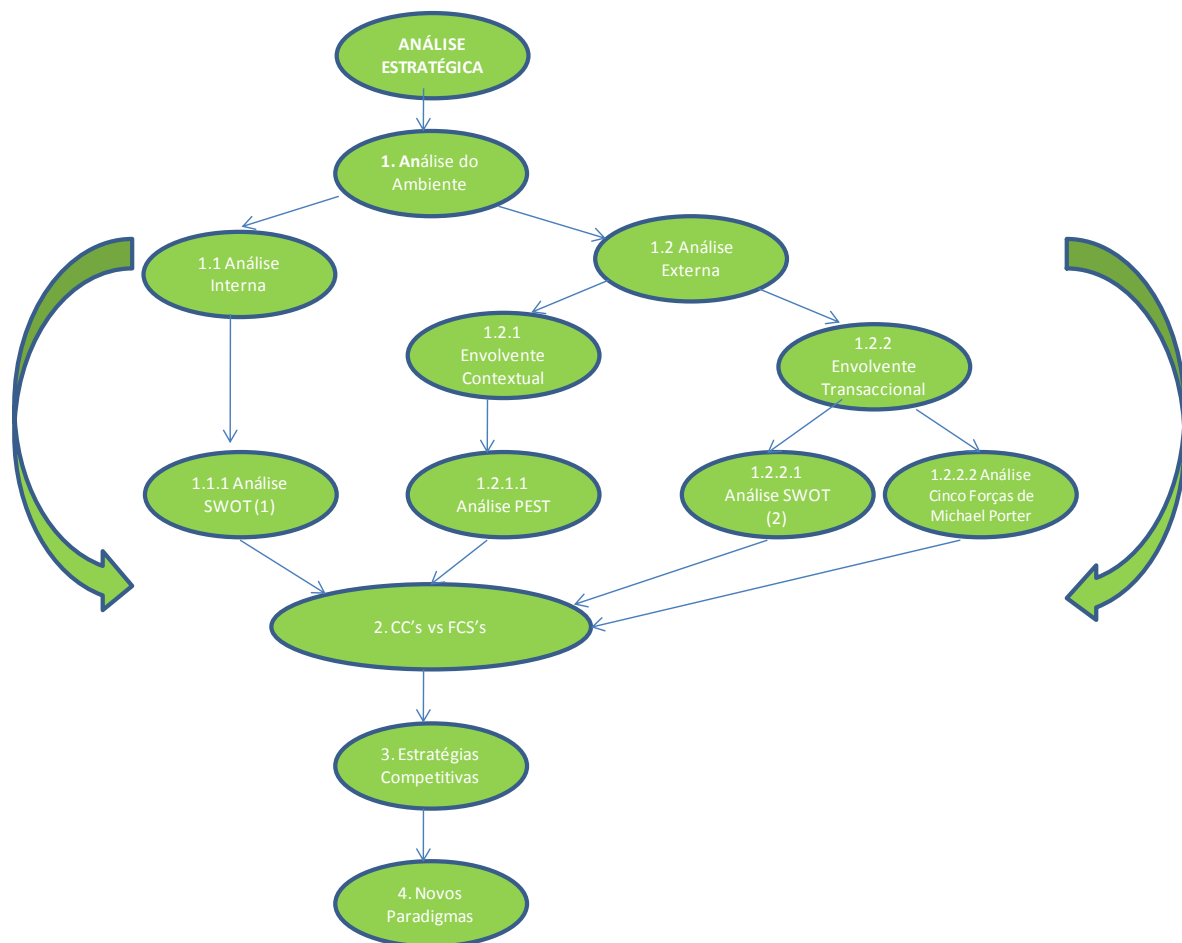 ANÁLISE
ESTRATÉGICA
1. Análise do
Ambiente
1.1 Análise
Interna
1.2 Análise
Externa
1.2.1
Envolvente
Contextual
1.2.2
Envolvente
Transaccional
1.1.1 Análise
SWOT (1)
1.2.1.1
Análise PEST
1.2.2.1
Análise SWOT
(2)
1.2.2.2 Análise
Cinco Forças de
Michael Porter
2. CC's vs FCS's
3. Estratégias
Competitivas
4. Novos
Paradigmas